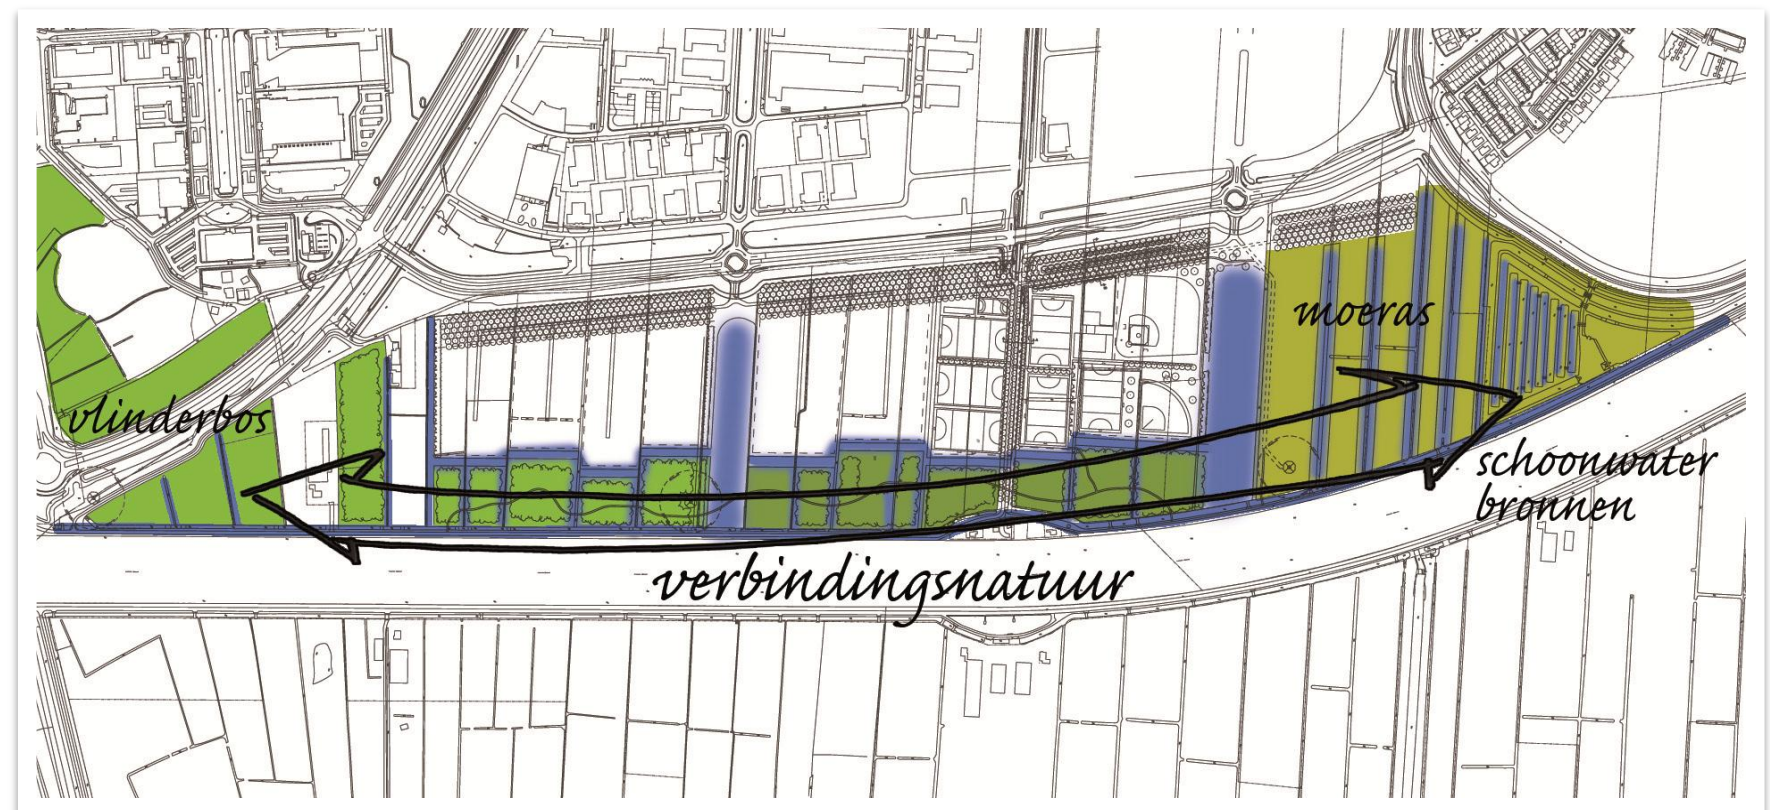 moeras
vlinderbos
schoonwater
bronnen
verbindingsnatuur